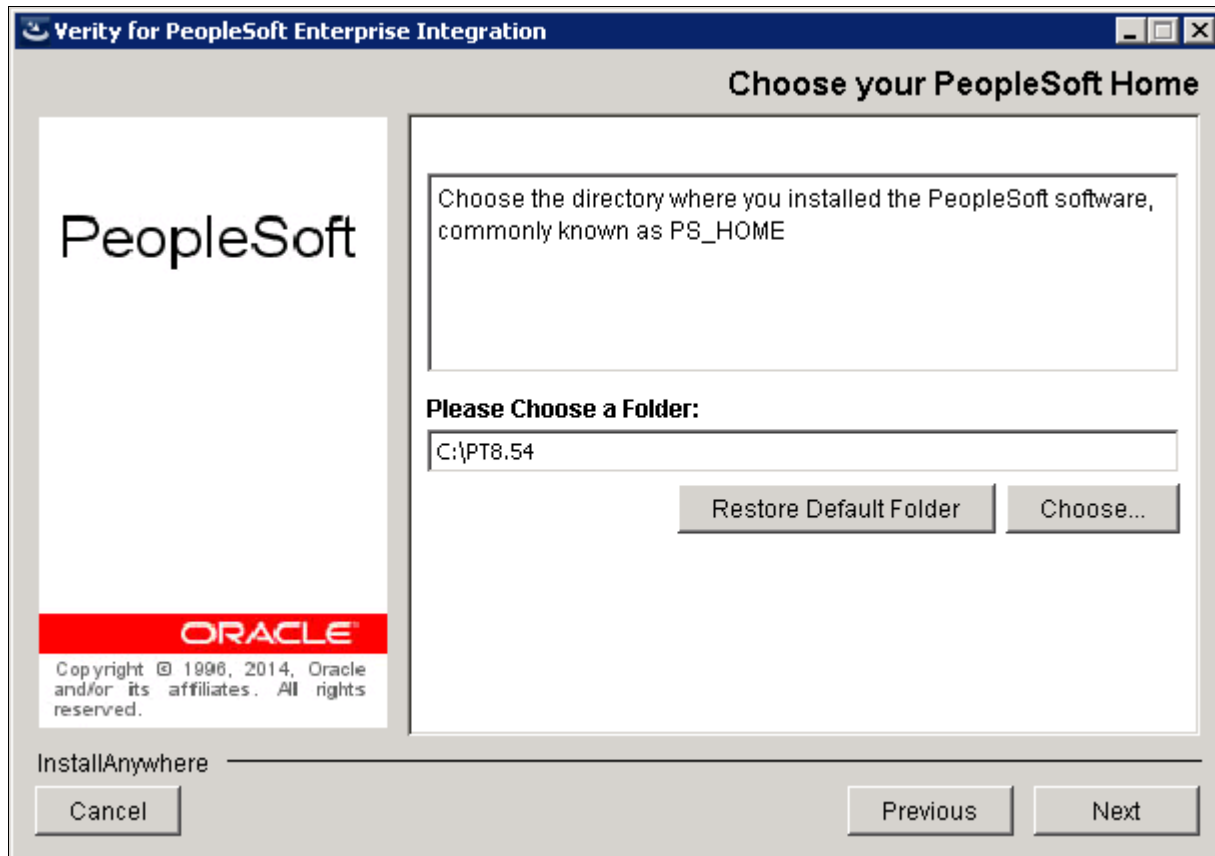 Verity for PeopleSoft Enterprise Integration
Choose your PeopleSoft Home
PeopleSoft
ORACLE
Copyright © 1996, 2014, Oracle
and/or its affiliates. All rights
reserved.
Choose the directory where you installed the PeopleSoft software,
commonly known as PS_HOME
Please Choose a Folder:
C:\PT8.54
Restore Default Folder
Choose...
InstallAnywhere
Cancel
Previous
Next